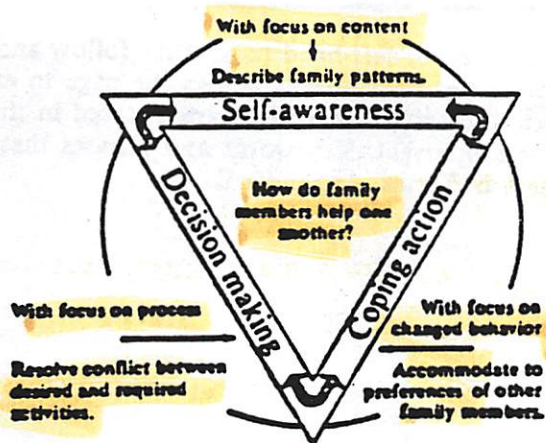 With focus on content
Describe family patterns.
Self-awareness
How do family
members help one
another?
Decision making
Coping action
With focus on process
Resolve conflict between
desired and required
activities.
With focus on
changed behavior
Accommodate to
preferences of other
family members.